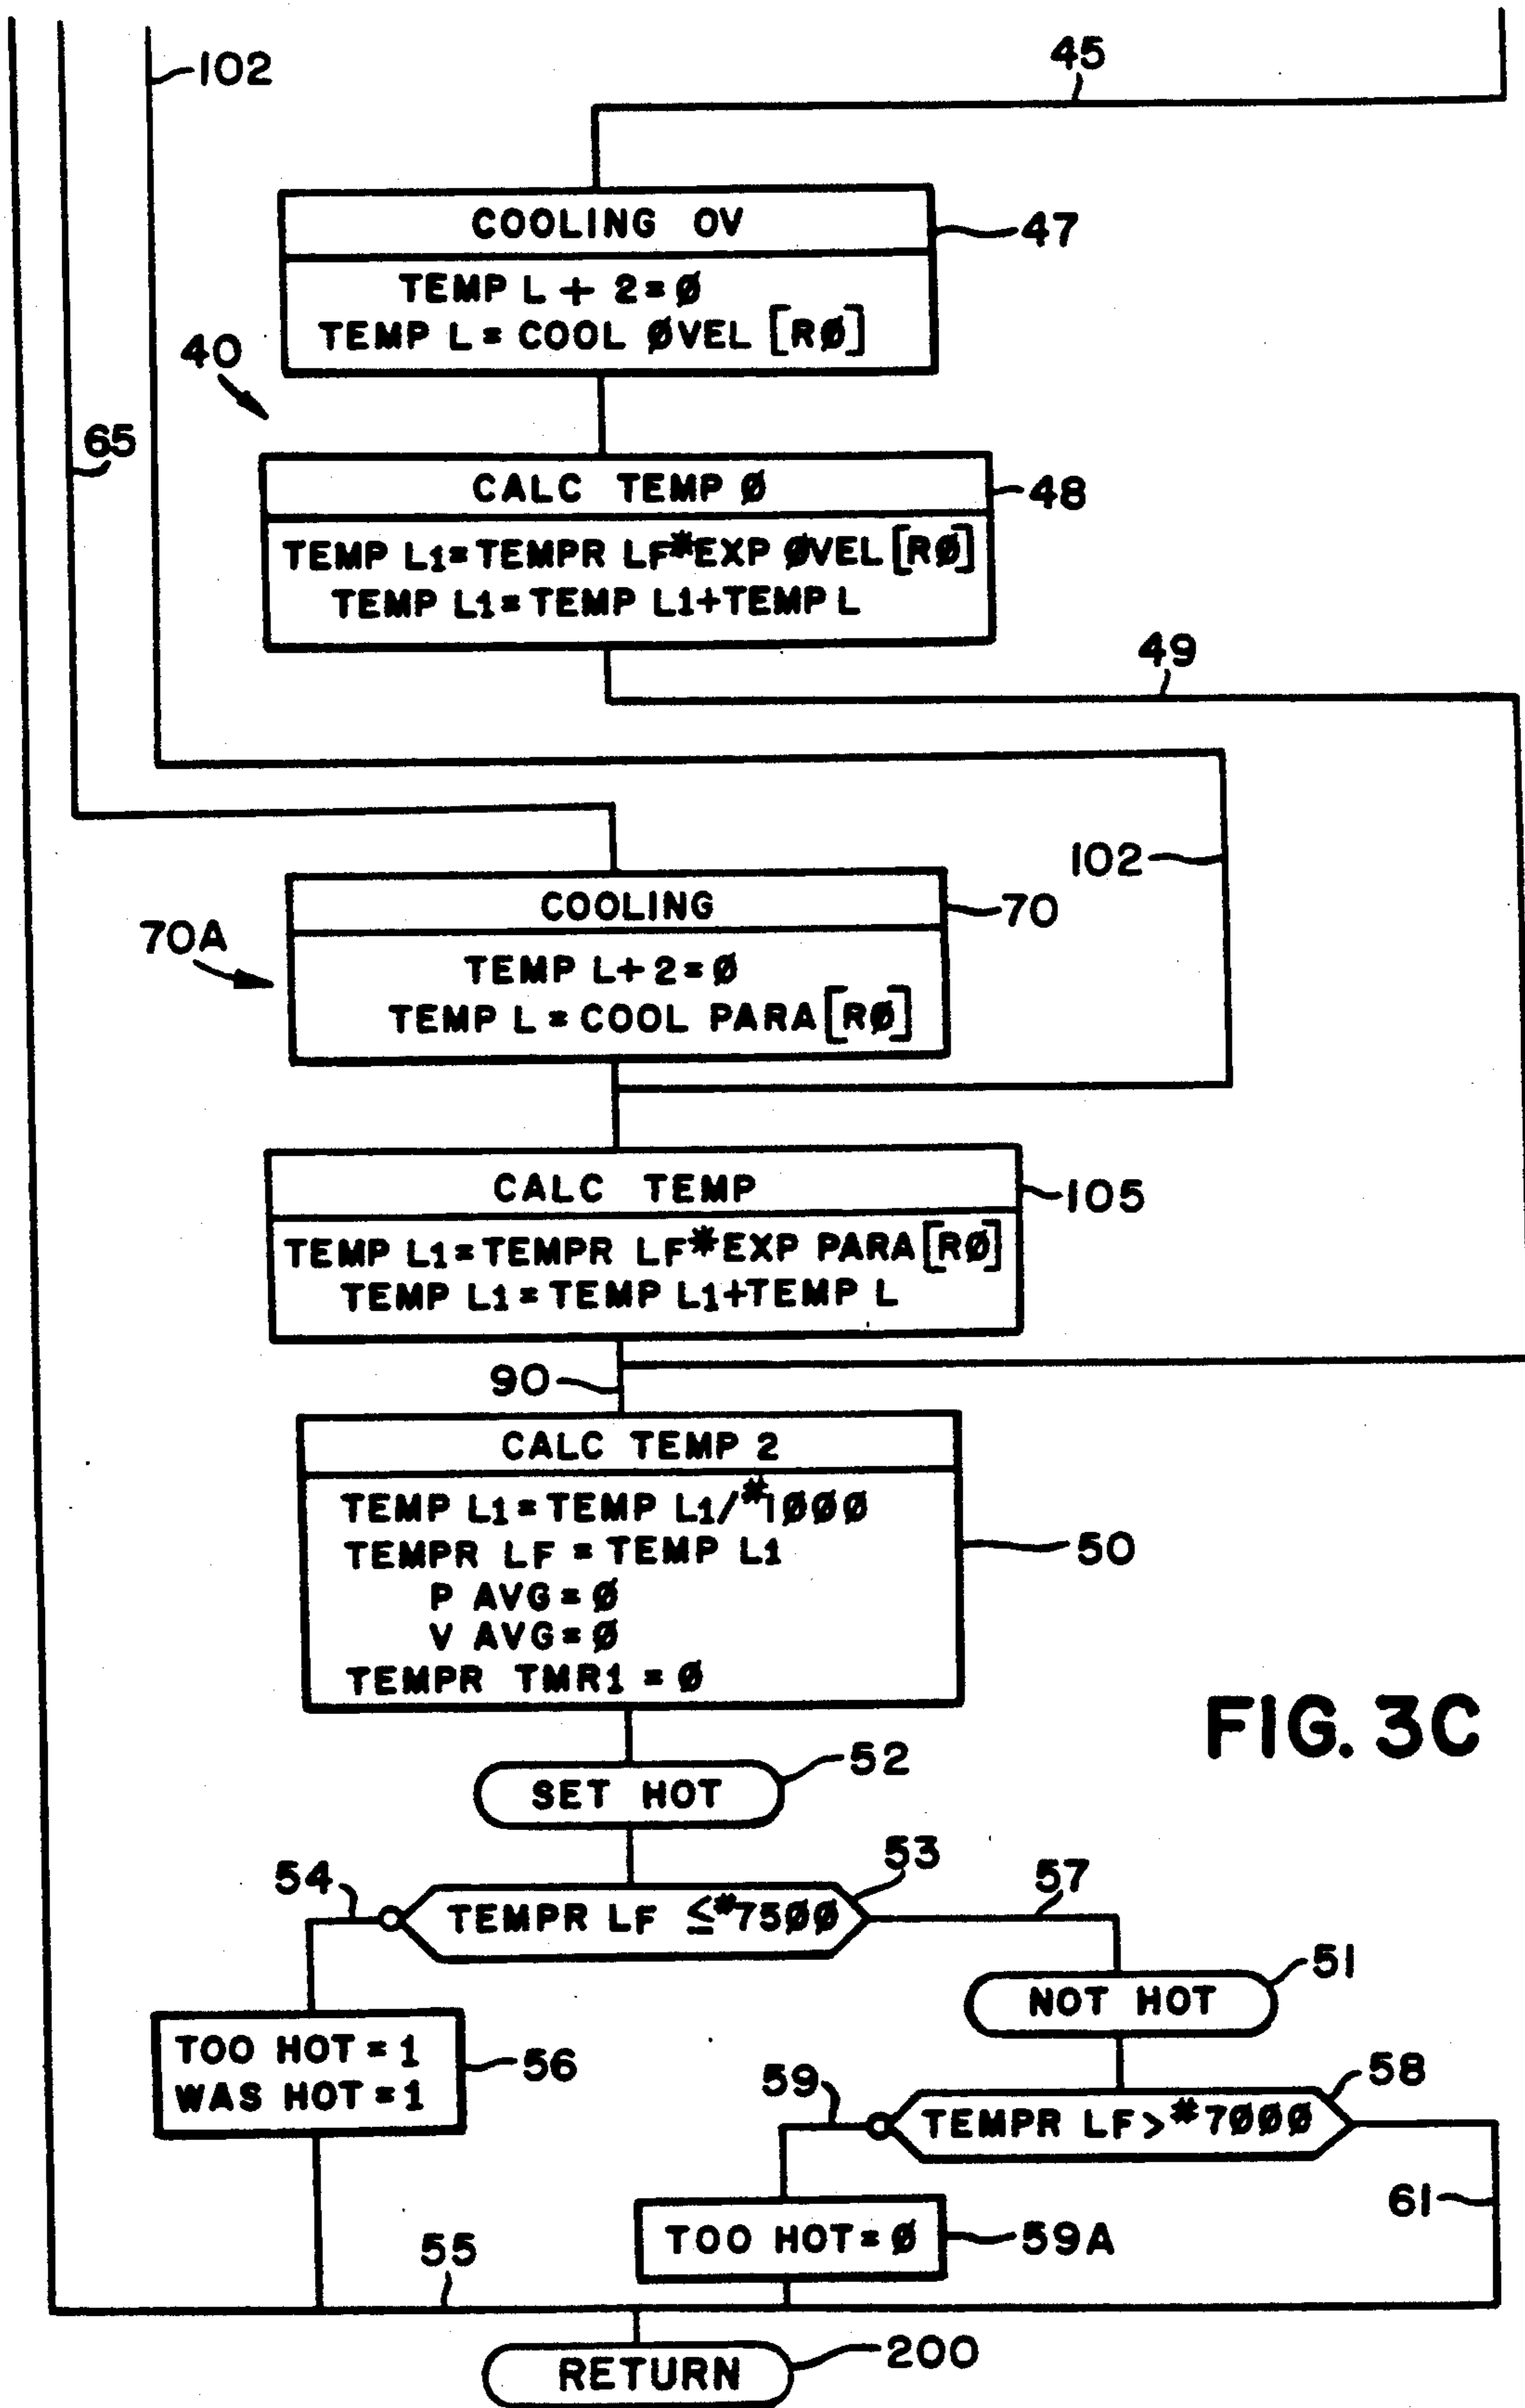 102
45
COOLING OV
47
TEMP L + 2=Ø
TEMP L = COOL ØVEL [RØ]
40
65
CALC TEMP Ø
48
TEMP L1=TEMPR LF*EXP ØVEL[RØ]
TEMP L1=TEMP L1+TEMP L
49
102
COOLING
70
70A
TEMP L+2=Ø
TEMP L = COOL PARA[RØ]
CALC TEMP
105
TEMP L1=TEMPR LF*EXP PARA[RØ]
TEMP L1=TEMP L1+TEMP L
90
CALC TEMP 2
TEMP L1=TEMP L1/#1ØØØ
TEMPR LF = TEMP L1
50
P AVG=Ø
V AVG=Ø
TEMPR TMR1 = Ø
FIG. 3C
52
SET HOT
54
53
57
TEMPR LF ≤#75ØØ
51
NOT HOT
TOO HOT = 1
WAS HOT = 1
56
59
58
TEMPR LF>#7ØØØ
61
TOO HOT=Ø
59A
55
RETURN
200